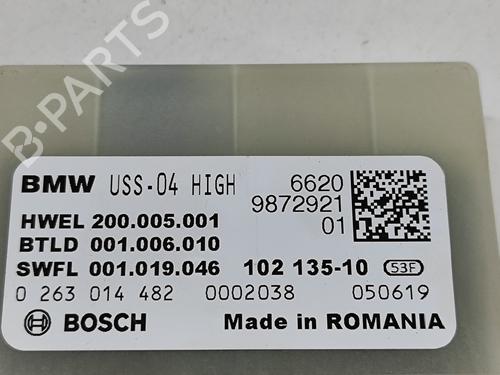 B-PARTS
BMW USS-04 HIGH 6620
9872921
01
HWEL 200.005.001
BTLD 001.006.010
SWFL 001.019.046 102 135-10 53F
0 263 014 482 0002038 050619
BOSCH Made in ROMANIA